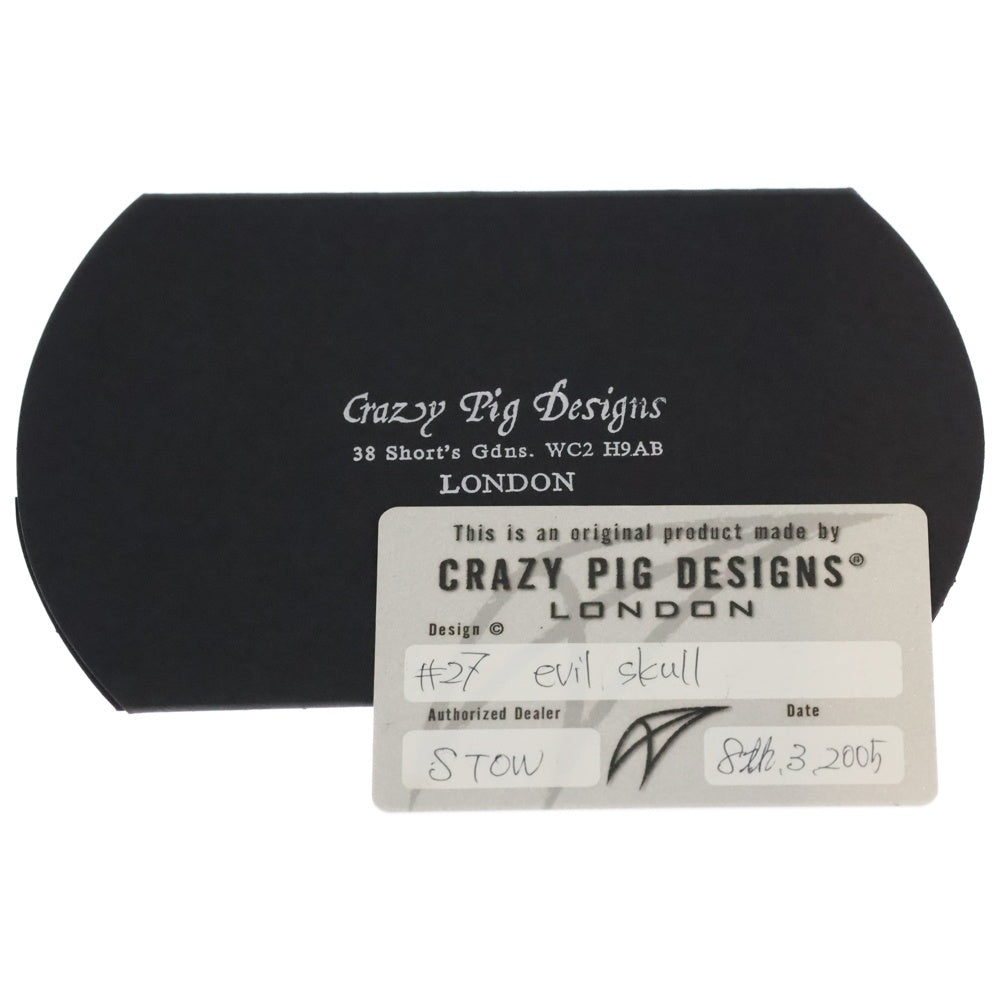 Crazy Pig Designs
38 Short's Gdns. WC2 H9AB
LONDON
This is an original product made by
CRAZY PIG DESIGNS®
LONDON
Design ©
#27 evil skull
Authorized Dealer Date
STOW 8th, 3, 2005